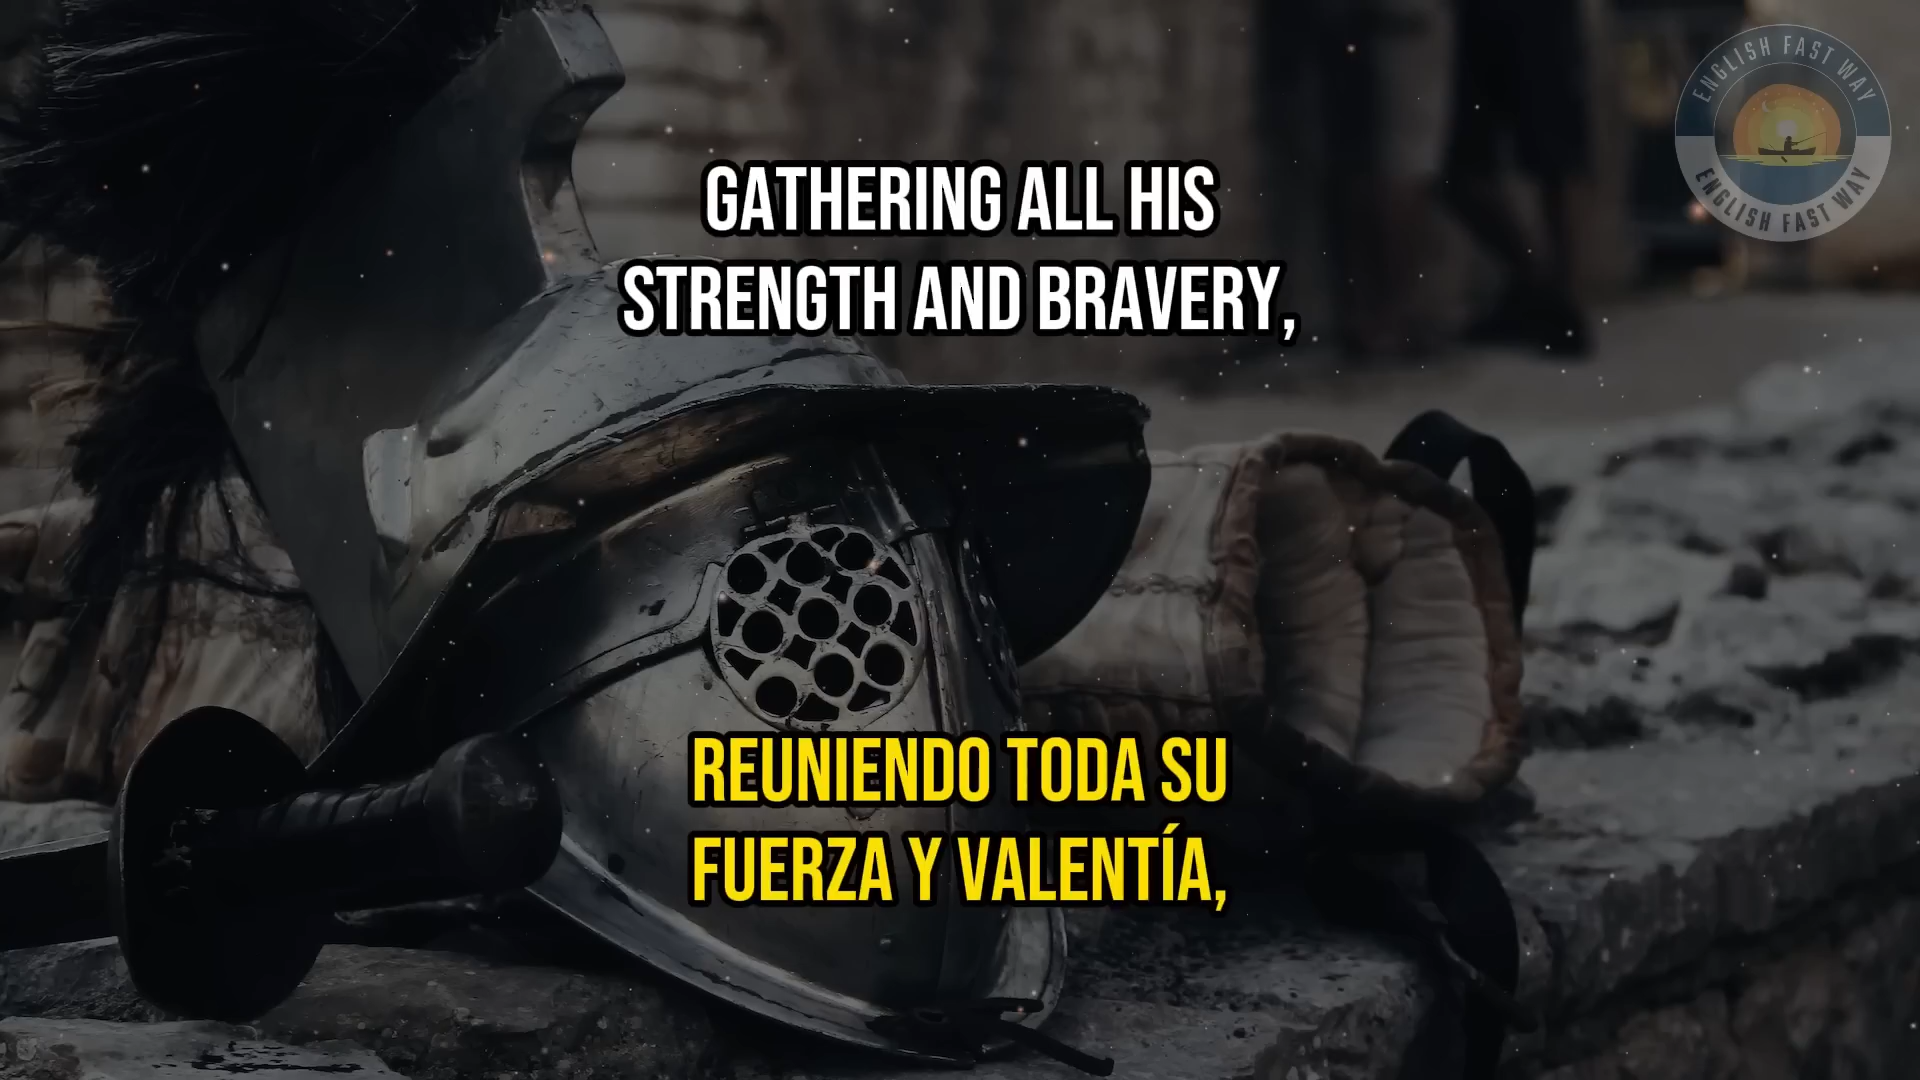 ENGLISH FAST WAY
ENGLISH FAST WAY
GATHERING ALL HIS
STRENGTH AND BRAVERY,
REUNIENDO TODA SU
FUERZA Y VALENTÍA,